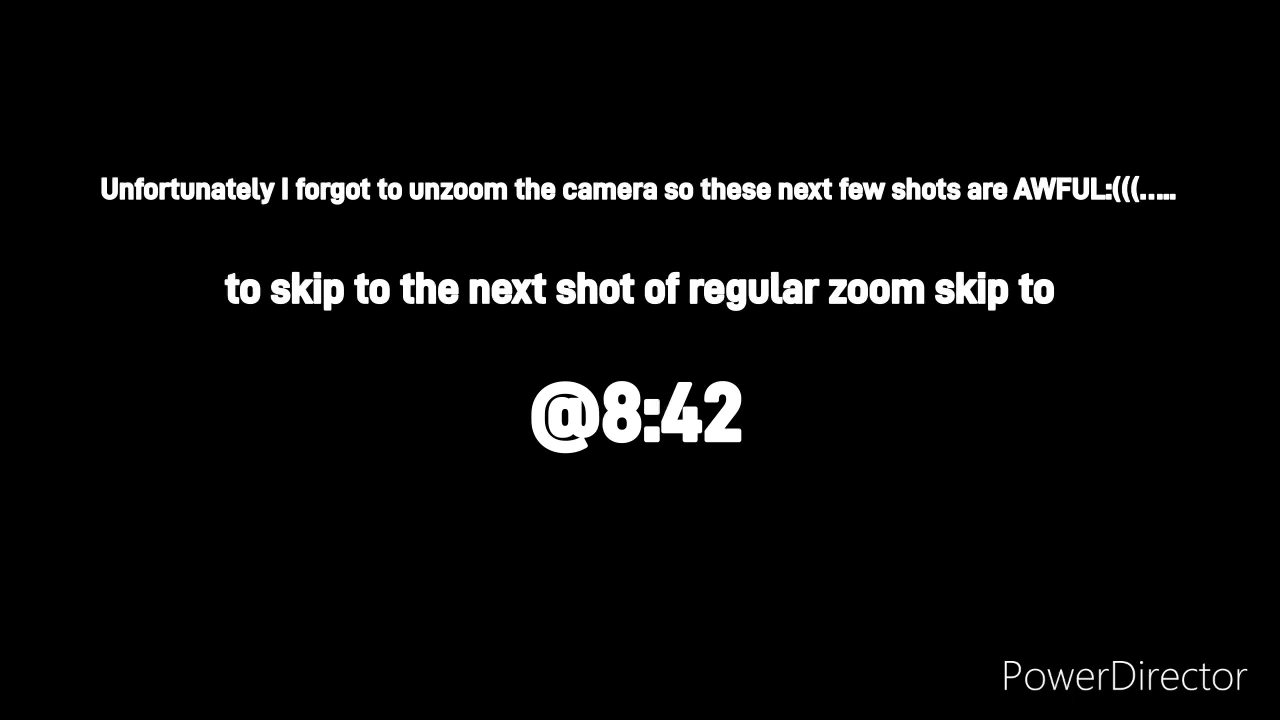 Unfortunately I forgot to unzoom the camera so these next few shots are AWFUL:(((.....
to skip to the next shot of regular zoom skip to
@8:42
PowerDirector